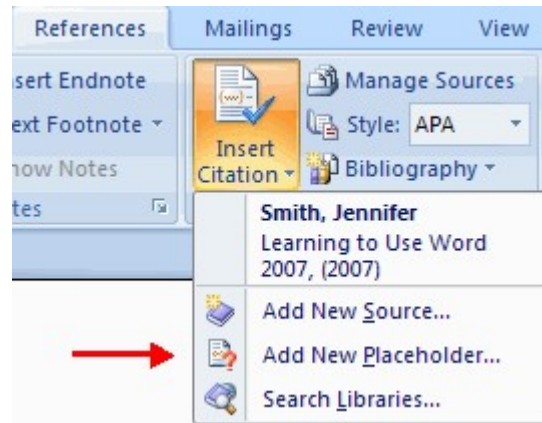 References Mailings Review View
sert Endnote
ext Footnote
how Notes
tes
Insert
Citation
Manage Sources
Style: APA
Bibliography
Smith, Jennifer
Learning to Use Word
2007, (2007)
Add New Source...
Add New Placeholder...
Search Libraries...